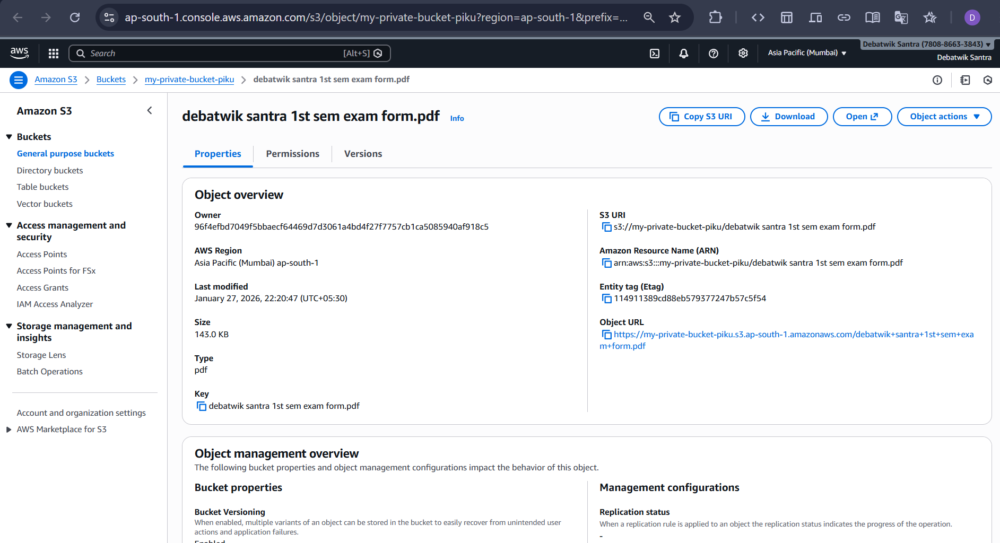 ap-south-1.console.aws.amazon.com/s3/object/my-private-bucket-piku?region=ap-south-1&prefix=...
D
aws
Search
[Alt+S]
Asia Pacific (Mumbai)
Debatwik Santra (7808-8663-3843)
Debatwik Santra
Amazon S3
Buckets
my-private-bucket-piku
debatwik santra 1st sem exam form.pdf
Amazon S3
Buckets
General purpose buckets
Directory buckets
Table buckets
Vector buckets
Access management and
security
Access Points
Access Points for FSx
Access Grants
IAM Access Analyzer
Storage management and
insights
Storage Lens
Batch Operations
Account and organization settings
AWS Marketplace for S3
debatwik santra 1st sem exam form.pdf
Info
Copy S3 URI
Download
Open
Object actions
Properties
Permissions
Versions
Object overview
Owner
96f4efbd7049f5bbaecf64469d7d3061a4bd4f27f7757cb1ca5085940af918c5
AWS Region
Asia Pacific (Mumbai) ap-south-1
Last modified
January 27, 2026, 22:20:47 (UTC+05:30)
Size
143.0 KB
Type
pdf
Key
debatwik santra 1st sem exam form.pdf
S3 URI
s3://my-private-bucket-piku/debatwik santra 1st sem exam form.pdf
Amazon Resource Name (ARN)
arn:aws:s3:::my-private-bucket-piku/debatwik santra 1st sem exam form.pdf
Entity tag (Etag)
114911389cd88eb579377247b57c5f54
Object URL
https://my-private-bucket-piku.s3.ap-south-1.amazonaws.com/debatwik+santra+1st+sem+exa
m+form.pdf
Object management overview
The following bucket properties and object management configurations impact the behavior of this object.
Bucket properties
Bucket Versioning
When enabled, multiple variants of an object can be stored in the bucket to easily recover from unintended user
actions and application failures.
Enabled
Management configurations
Replication status
When a replication rule is applied to an object the replication status indicates the progress of the operation.
-